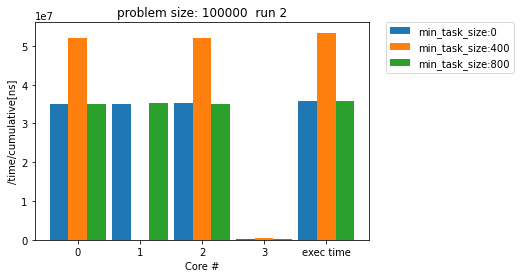 problem size: 100000  run 2
1e7
/time/cumulative[ns]
5
4
3
2
1
0
0
1
2
3
exec time
Core #
min_task_size:0
min_task_size:400
min_task_size:800